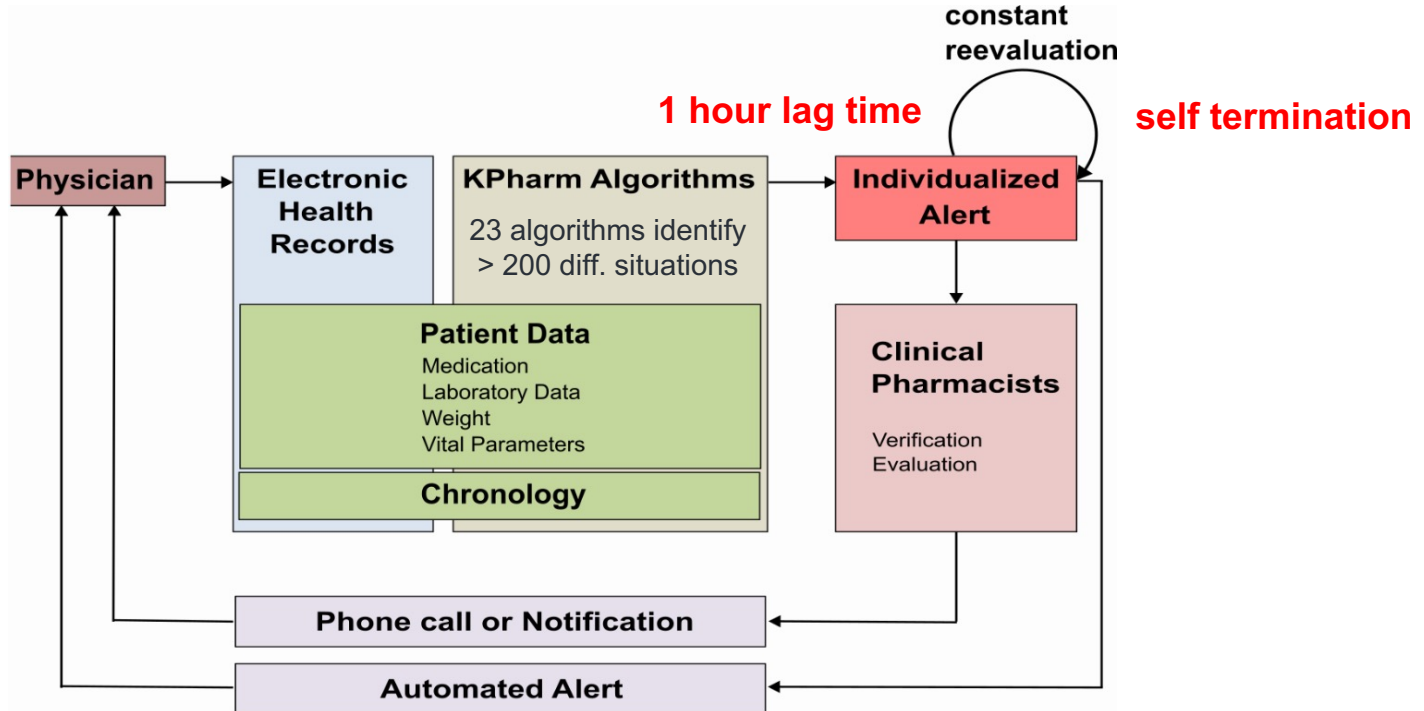 constant
reevaluation
1 hour lag time
self termination
Physician
Electronic
Health
Records
KPharm Algorithms
23 algorithms identify
> 200 diff. situations
Individualized
Alert
Patient Data
Medication
Laboratory Data
Weight
Vital Parameters
Chronology
Clinical
Pharmacists
Verification
Evaluation
Phone call or Notification
Automated Alert